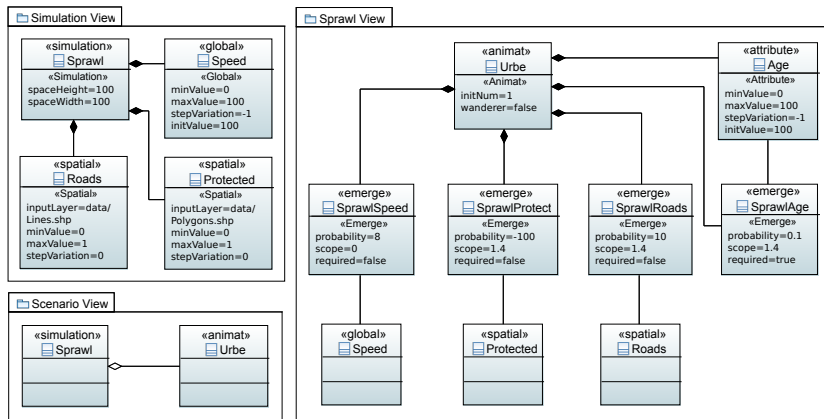 Simulation View
«simulation»
Sprawl
«Simulation»
spaceHeight=100
spaceWidth=100
«global»
Speed
«Global»
minValue=0
maxValue=100
stepVariation=-1
initValue=100
«spatial»
Roads
«Spatial»
inputLayer=data/
Lines.shp
minValue=0
maxValue=1
stepVariation=0
«spatial»
Protected
«Spatial»
inputLayer=data/
Polygons.shp
minValue=0
maxValue=1
stepVariation=0
Scenario View
«simulation»
Sprawl
«animat»
Urbe
Sprawl View
«animat»
Urbe
«Animat»
initNum=1
wanderer=false
«attribute»
Age
«Attribute»
minValue=0
maxValue=100
stepVariation=-1
initValue=100
«emerge»
SprawlSpeed
«Emerge»
probability=8
scope=0
required=false
«emerge»
SprawlProtect
«Emerge»
probability=-100
scope=1.4
required=false
«emerge»
SprawlRoads
«Emerge»
probability=10
scope=1.4
required=false
«emerge»
SprawlAge
«Emerge»
probability=0.1
scope=1.4
required=true
«global»
Speed
«spatial»
Protected
«spatial»
Roads